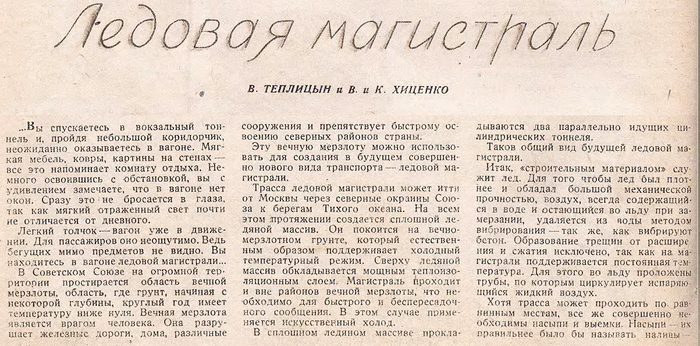 Ледовая магистраль
В. ТЕПЛИЦЫН и В. и К. ХИЦЕНКО
...Вы спускаетесь в вокзальный тон-
нель и, пройдя небольшой коридорчик,
неожиданно оказываетесь в вагоне. Мяг-
кая мебель, ковры, картины на стенах —
все это напоминает комнату отдыха. Не-
много освоившись с обстановкой, вы с
удивлением замечаете, что в вагоне нет
окон. Сразу это не бросается в глаза,
так как мягкий отраженный свет почти
не отличается от дневного.
Легкий толчок — вагон уже в движе-
нии. Для пассажиров оно неощутимо. Ведь
бегущих мимо предметов не видно. Вы
находитесь в вагоне ледовой магистрали...
В Советском Союзе на огромной тер-
ритории простирается область вечной
мерзлоты, область, где грунт, начиная с
некоторой глубины, круглый год имеет
температуру ниже нуля. Вечная мерзлота
является врагом человека. Она разру-
шает железные дороги, дома, различные
сооружения и препятствует быстрому ос-
воению северных районов страны.
Эту вечную мерзлоту можно использо-
вать для создания в будущем совершен-
но нового вида транспорта — ледовой ма-
гистрали.
Трасса ледовой магистрали может итти
от Москвы через северные окраины Сою-
за к берегам Тихого океана. На всем
этом протяжении создается сплошной ле-
дяной массив. Он покоится на вечно-
мерзлотном грунте, который естествен-
ным образом поддерживает холодный
температурный режим. Сверху ледяной
массив обкладывается мощным теплоизо-
ляционным слоем. Магистраль проходит
и вне районов вечной мерзлоты, что не-
обходимо для быстрого и беспересадоч-
ного сообщения. В этом случае приме-
няется искусственный холод.
В сплошном ледяном массиве прокла-
дываются два параллельно идущих ци-
линдрических тоннеля.
Таков общий вид будущей ледовой ма-
гистрали.
Итак, «строительным материалом» слу-
жит лед. Для того чтобы лед был плот-
нее и обладал большой механической
прочностью, воздух, всегда содержащий-
ся в воде и остающийся во льду при за-
мерзании, удаляется из воды методом
вибрирования — так же, как вибрируют
бетон. Образование трещин от расшире-
ния и сжатия исключено, так как на ма-
гистрали поддерживается постоянная тем-
пература. Для этого во льду проложены
трубы, по которым циркулирует испаряю-
щийся жидкий воздух.
Хотя трасса может проходить по рав-
нинным местам, все же совершенно не-
обходимы насыпи и выемки. Насыпи — их
правильнее было бы называть налины —